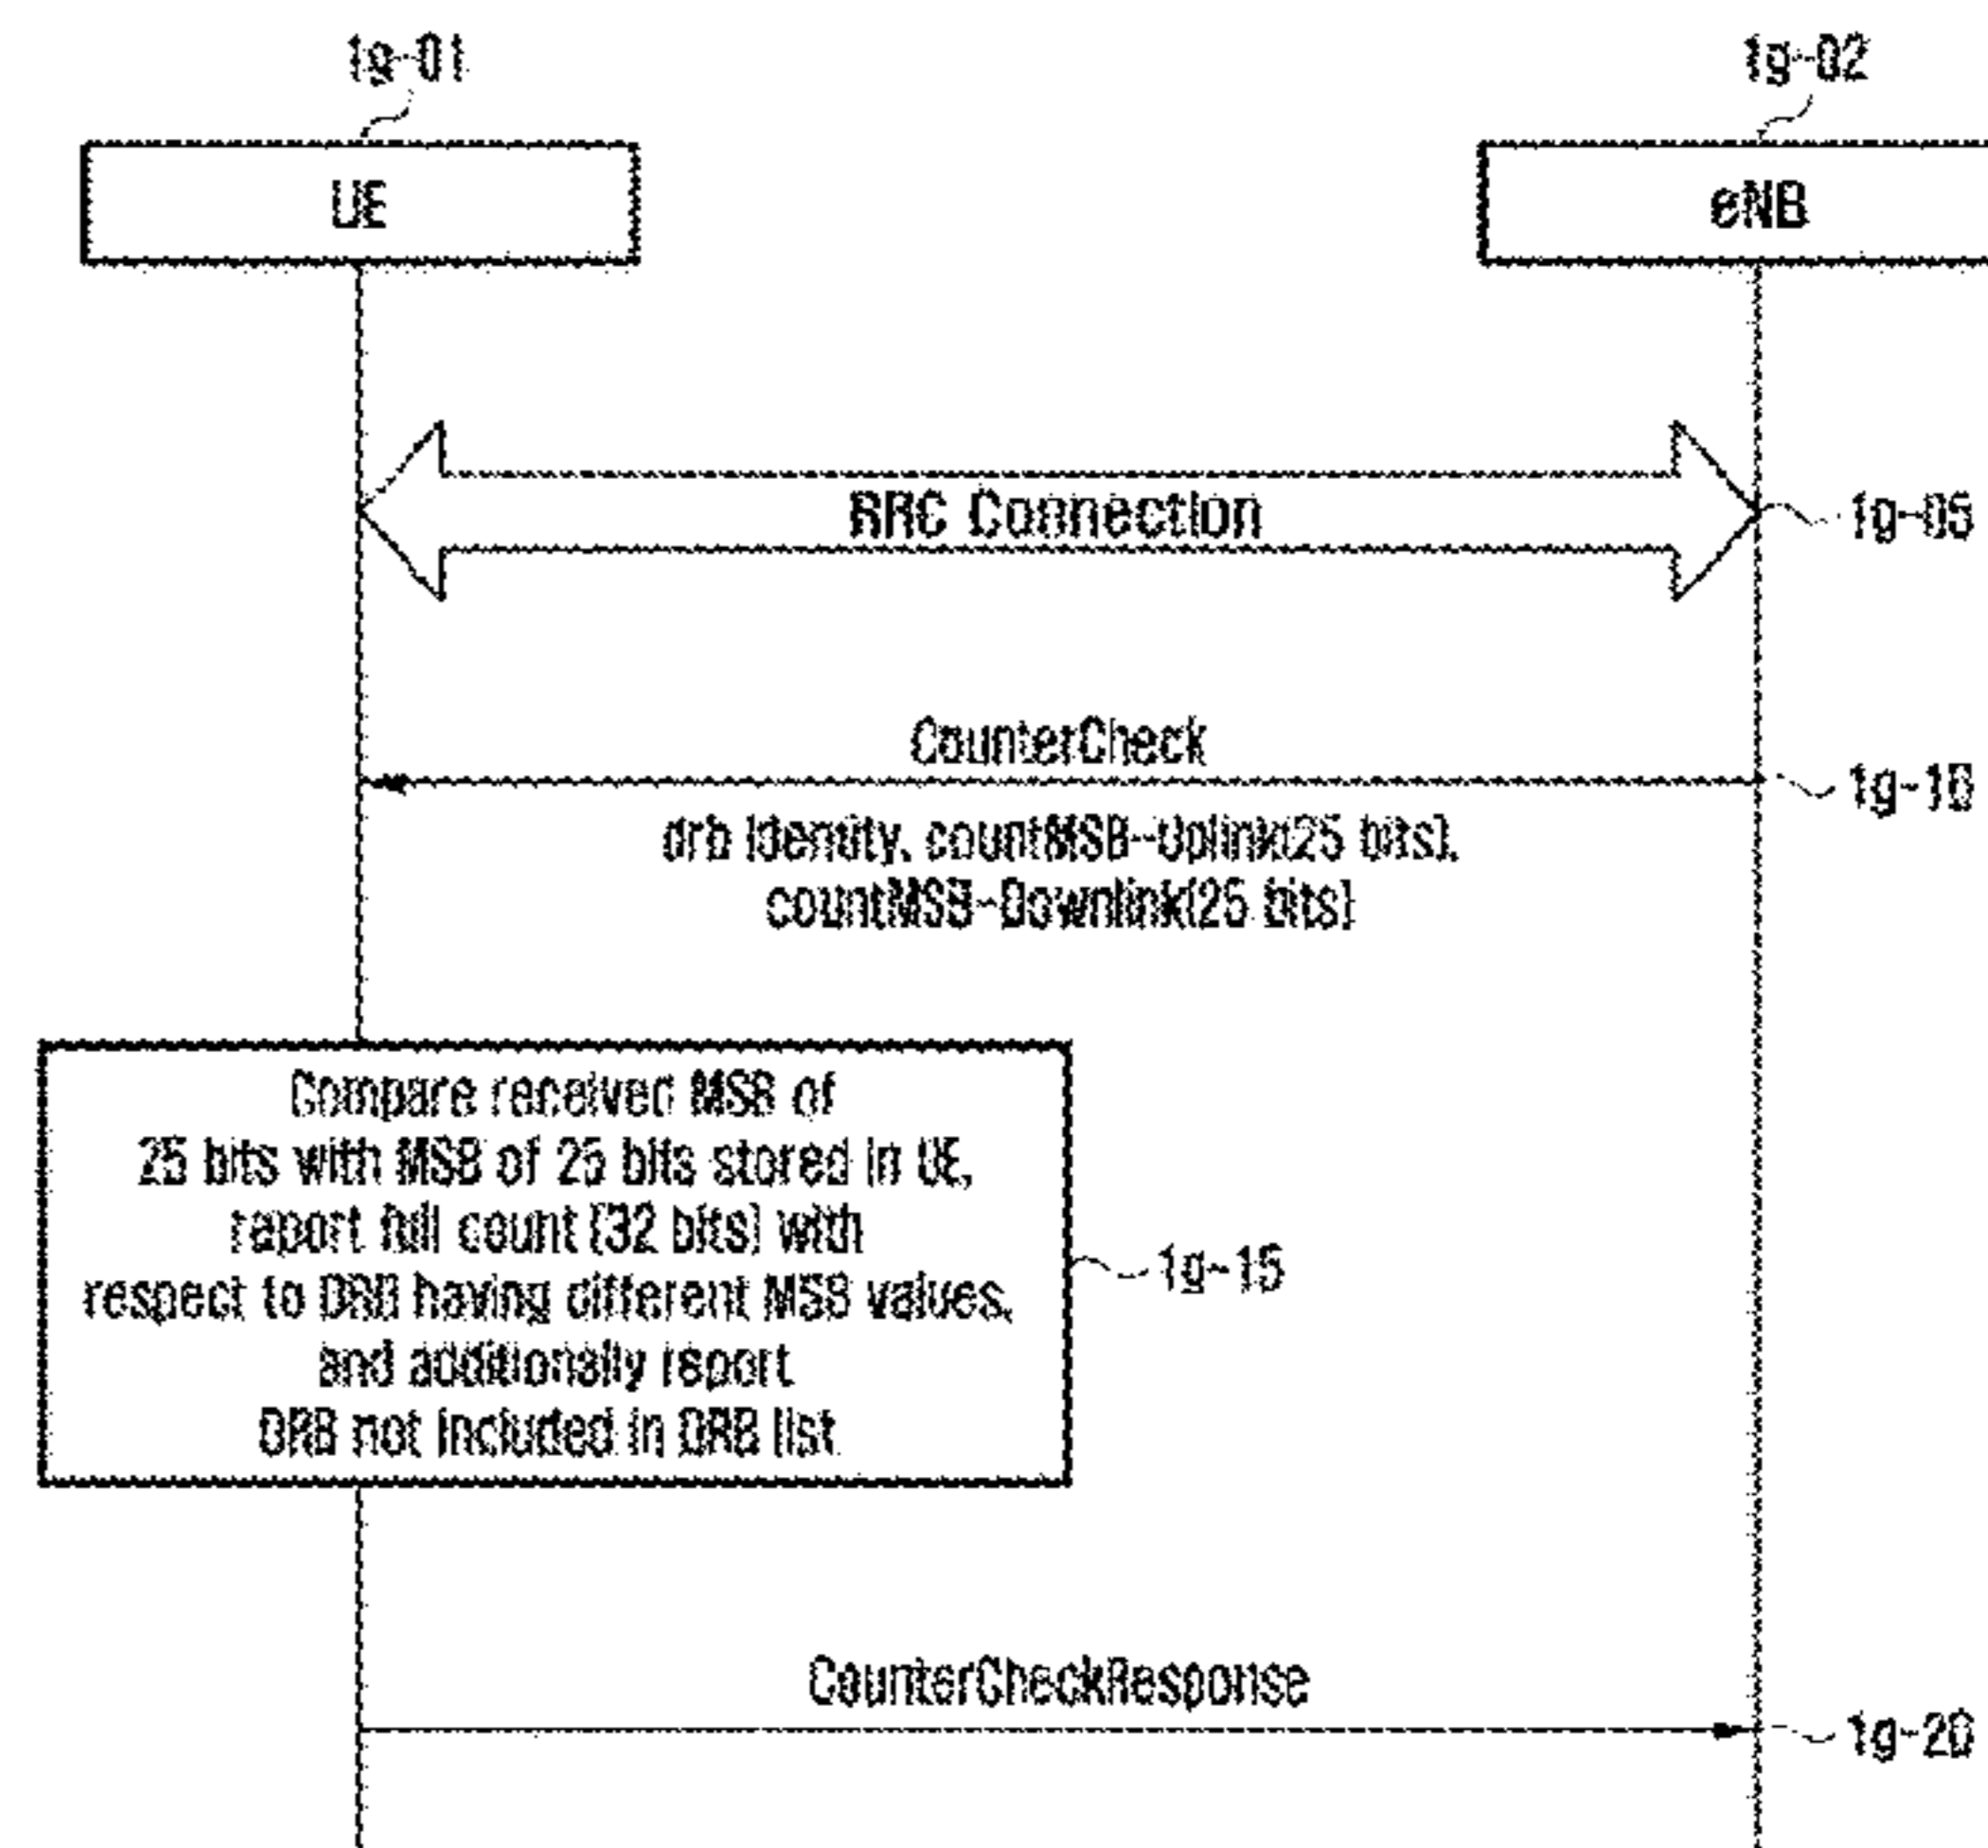 1g-01
1g-02
UE
eNB
RRC Connection
1g-05
CounterCheck
1g-10
drb Identity, countMSB-Uplink(25 bits),
countMSB-Downlink(25 bits)
Compare received MSB of
25 bits with MSB of 25 bits stored in UE,
report full count (32 bits) with
respect to DRB having different MSB values,
and additionally report
DRB not included in DRB list
1g-15
CounterCheckResponse
1g-20